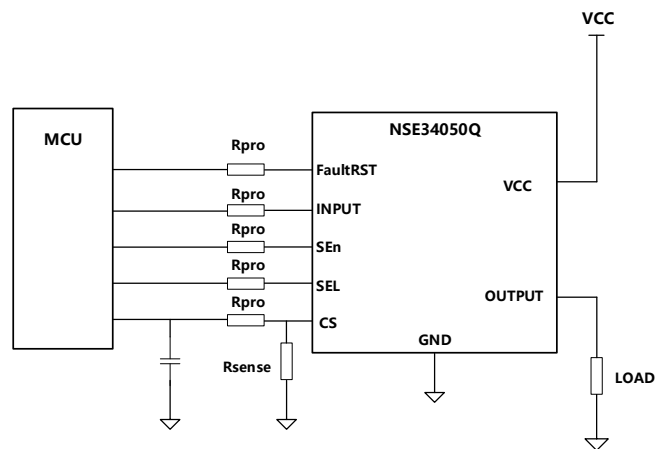 VCC
NSE34050Q
MCU
Rpro
FaultRST
VCC
Rpro
INPUT
Rpro
SEn
Rpro
SEL
OUTPUT
Rpro
CS
GND
Rsense
LOAD